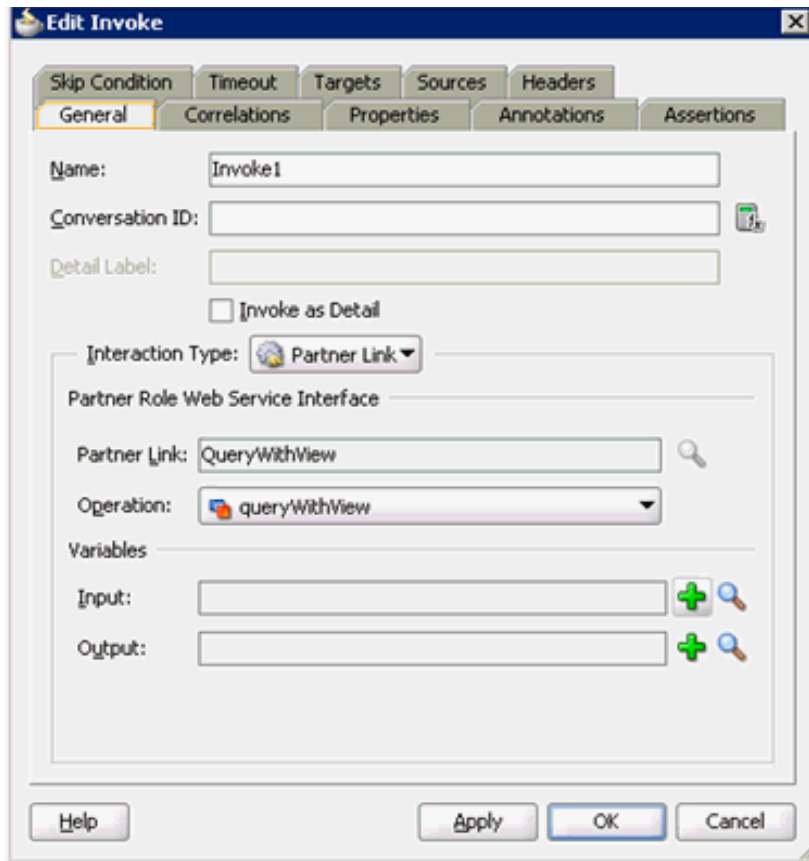 Edit Invoke
Skip Condition Timeout Targets Sources Headers
General Correlations Properties Annotations Assertions
Name: Invoke1
Conversation ID:
Detail Label:
Invoke as Detail
Interaction Type: Partner Link
Partner Role Web Service Interface
Partner Link: QueryWithView
Operation: queryWithView
Variables
Input:
Output:
Help Apply OK Cancel